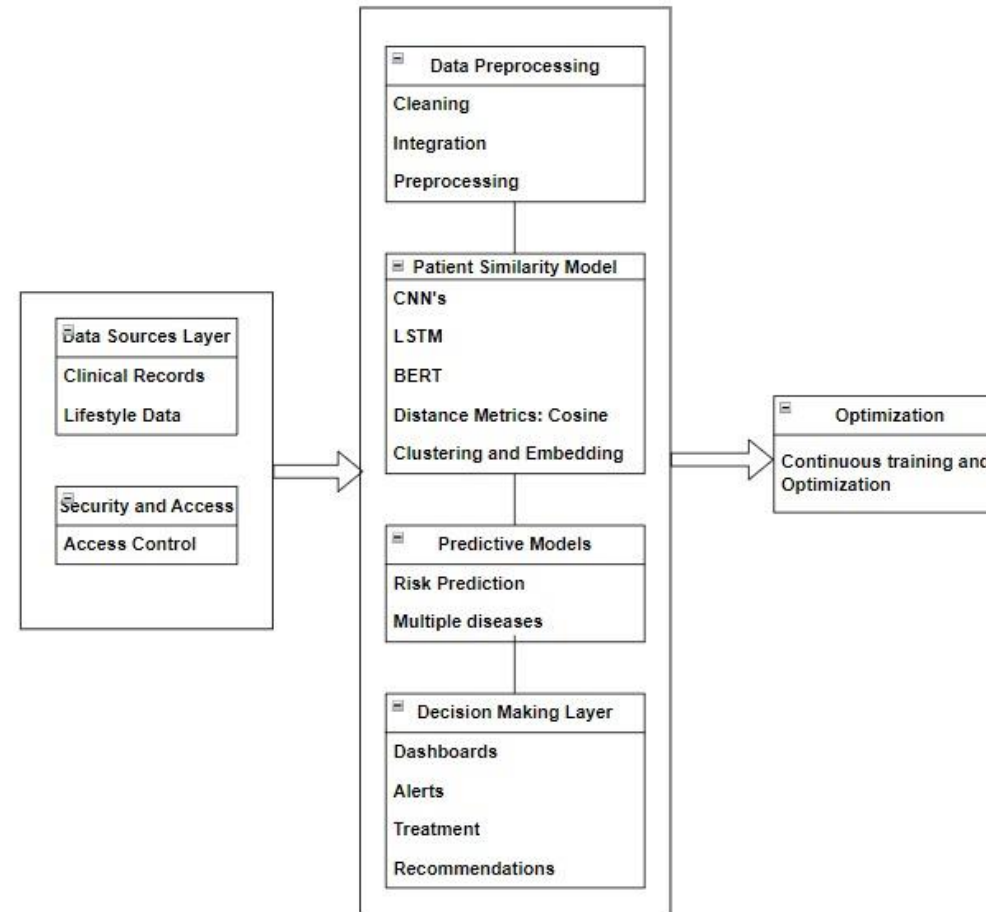 Data Preprocessing
Cleaning
Integration
Preprocessing
Patient Similarity Model
CNN's
LSTM
BERT
Distance Metrics: Cosine
Clustering and Embedding
Data Sources Layer
Clinical Records
Lifestyle Data
Security and Access
Access Control
Predictive Models
Risk Prediction
Multiple diseases
Decision Making Layer
Dashboards
Alerts
Treatment
Recommendations
Optimization
Continuous training and
Optimization